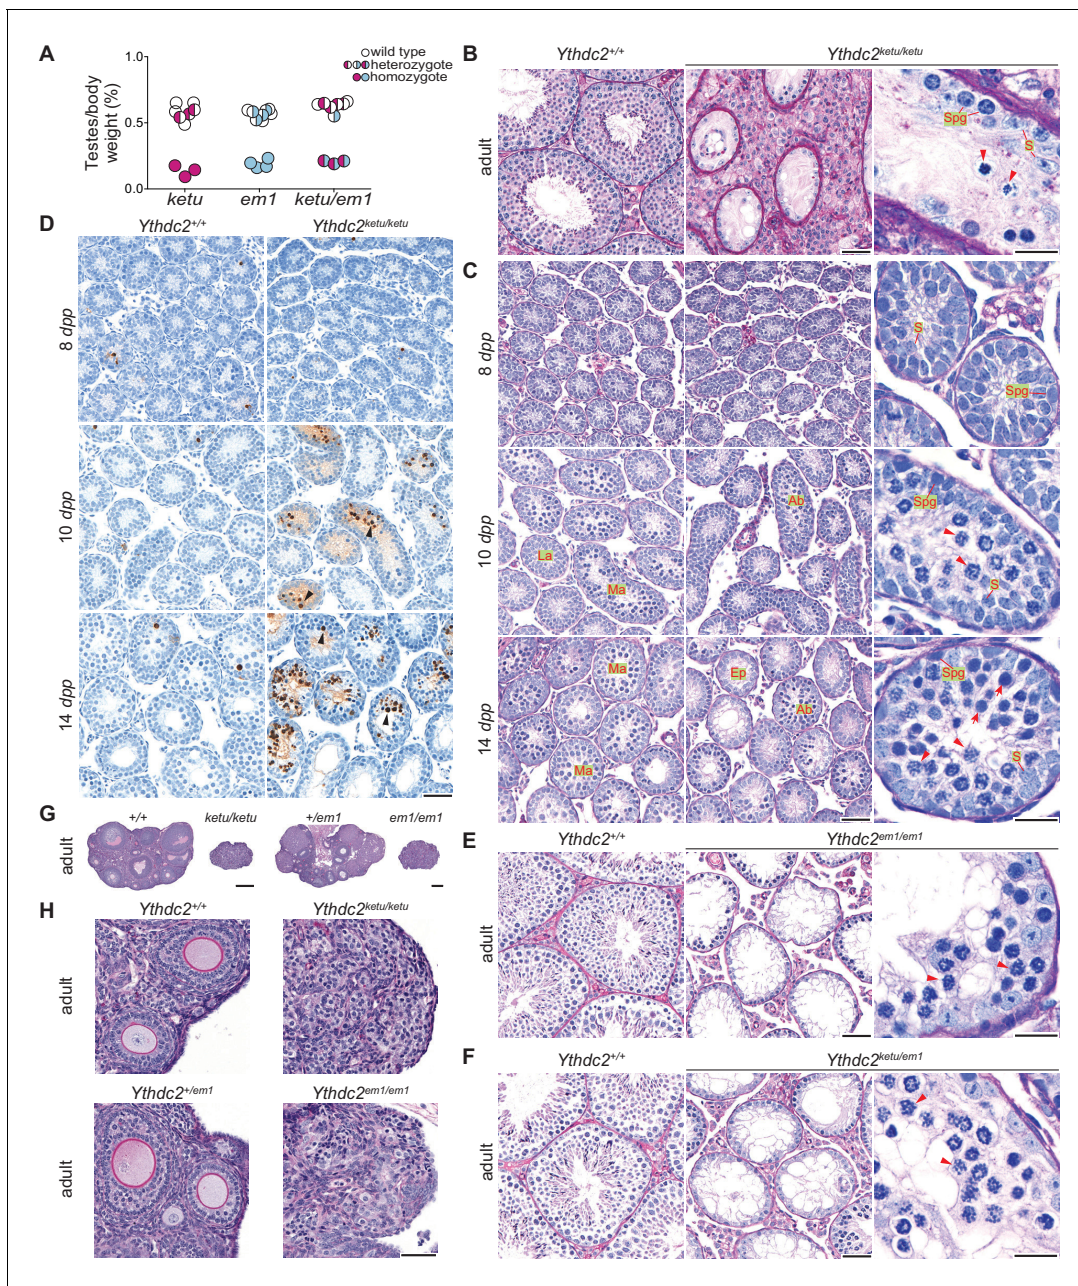 A
wild type
heterozygote
homozygote
Testes/body
weight (%)
1.0
0.5
0.0
ketu
em1
ketu/em1
B
Ythdc2+/+
Ythdc2ketu/ketu
adult
Spg
S
C
8 dpp
S
Spg
10 dpp
La
Ma
Ab
Spg
S
14 dpp
Ma
Ma
Ep
Ab
Spg
S
D
Ythdc2+/+
Ythdc2ketu/ketu
8 dpp
10 dpp
14 dpp
G
+/+
ketu/ketu
+/em1
em1/em1
adult
H
Ythdc2+/+
Ythdc2ketu/ketu
adult
Ythdc2+/em1
Ythdc2em1/em1
adult
E
Ythdc2+/+
Ythdc2em1/em1
adult
F
Ythdc2+/+
Ythdc2ketu/em1
adult